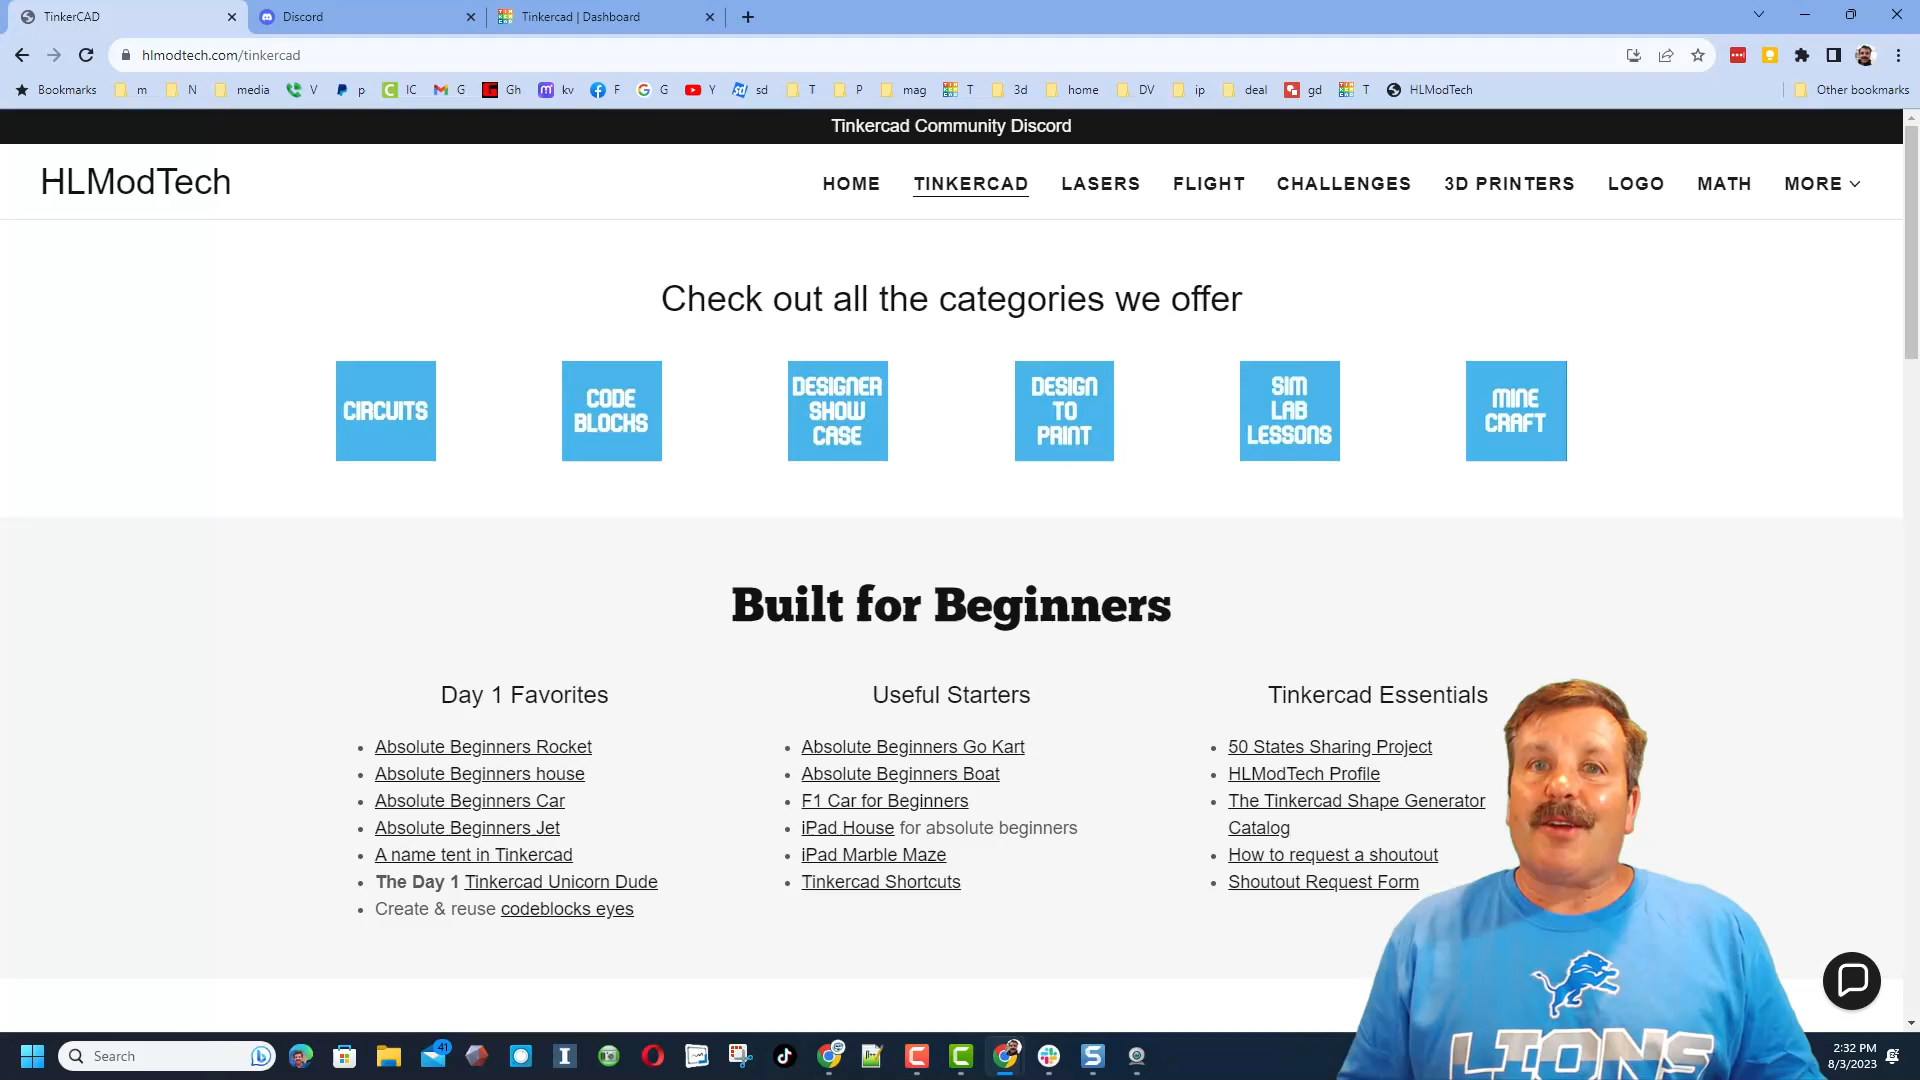 TinkerCAD
Discord
Tinkercad | Dashboard
hlmodtech.com/tinkercad
Bookmarks
m
N
media
V
p
IC
G
Gh
kv
F
G
Y
sd
T
P
mag
T
3d
home
DV
ip
deal
gd
T
HLModTech
Other bookmarks
Tinkercad Community Discord
HLModTech
HOME
TINKERCAD
LASERS
FLIGHT
CHALLENGES
3D PRINTERS
LOGO
MATH
MORE
Check out all the categories we offer
CIRCUITS
CODE
BLOCKS
DESIGNER
SHOW
CASE
DESIGN
TO
PRINT
SIM
LAB
LESSONS
MINE
CRAFT
Built for Beginners
Day 1 Favorites
Absolute Beginners Rocket
Absolute Beginners house
Absolute Beginners Car
Absolute Beginners Jet
A name tent in Tinkercad
The Day 1 Tinkercad Unicorn Dude
Create & reuse codeblocks eyes
Useful Starters
Absolute Beginners Go Kart
Absolute Beginners Boat
F1 Car for Beginners
iPad House for absolute beginners
iPad Marble Maze
Tinkercad Shortcuts
Tinkercad Essentials
50 States Sharing Project
HLModTech Profile
The Tinkercad Shape Generator
Catalog
How to request a shoutout
Shoutout Request Form
LIONS
Search
41
2:32 PM
8/3/2023